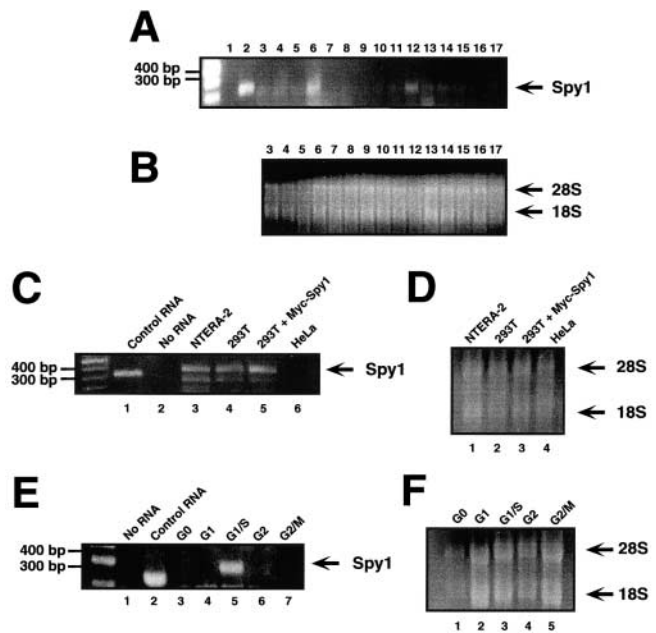 A
1 2 3 4 5 6 7 8 9 10 11 12 13 14 15 16 17
400 bp
300 bp
Spy1
B
3 4 5 6 7 8 9 10 11 12 13 14 15 16 17
28S
18S
C
Control RNA
No RNA
NTERA-2
293T
293T + Myc-Spy1
HeLa
400 bp
300 bp
Spy1
1 2 3 4 5 6
D
NTERA-2
293T
293T + Myc-Spy1
HeLa
28S
18S
1 2 3 4
E
No RNA
Control RNA
G0
G1
G1/S
G2
G2/M
400 bp
300 bp
Spy1
1 2 3 4 5 6 7
F
G0
G1
G1/S
G2
G2/M
28S
18S
1 2 3 4 5